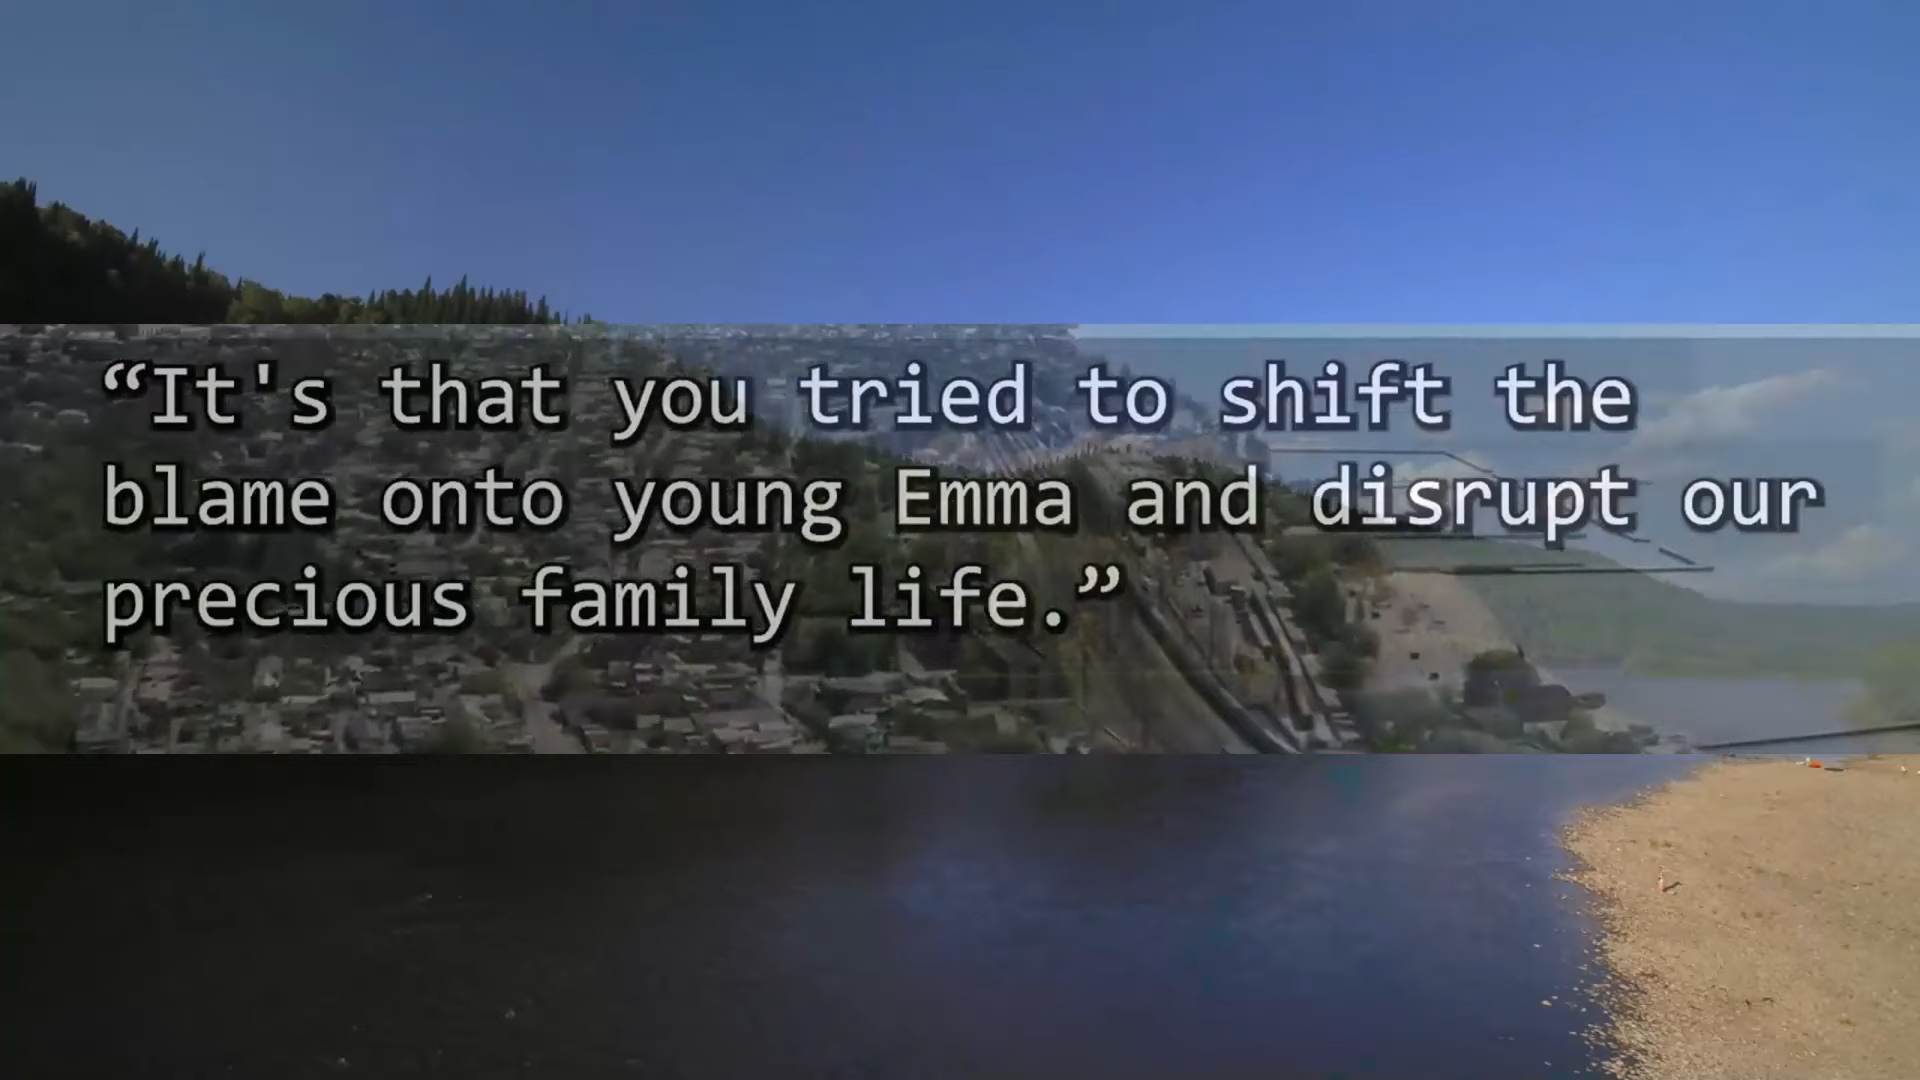 “It's that you tried to shift the
blame onto young Emma and disrupt our
precious family life.”